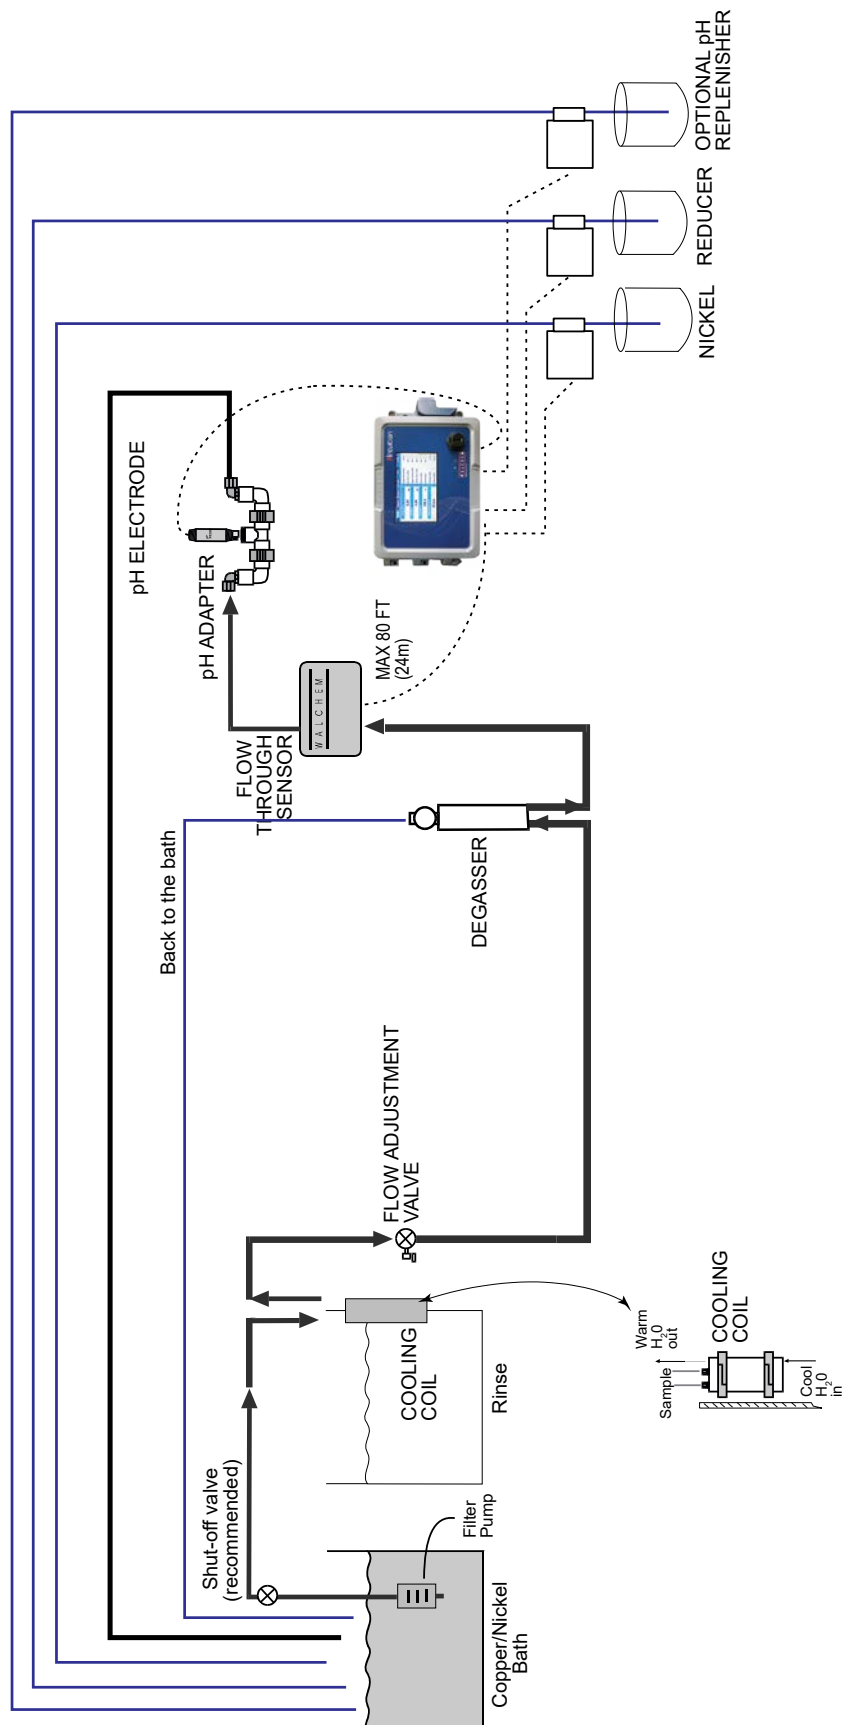 pH ELECTRODE
Back to the bath
pH ADAPTER
Shut-off valve
(recommended)
FLOW
THROUGH
SENSOR
WALCHEM
MAX 80 FT
(24m)
FLOW ADJUSTMENT
VALVE
COOLING
COIL
DEGASSER
Filter
Pump
Copper/Nickel
Bath
Rinse
Warm
H₂0
out
Sample
COOLING
COIL
Cool
H₂0
in
NICKEL
REDUCER
OPTIONAL pH
REPLENISHER